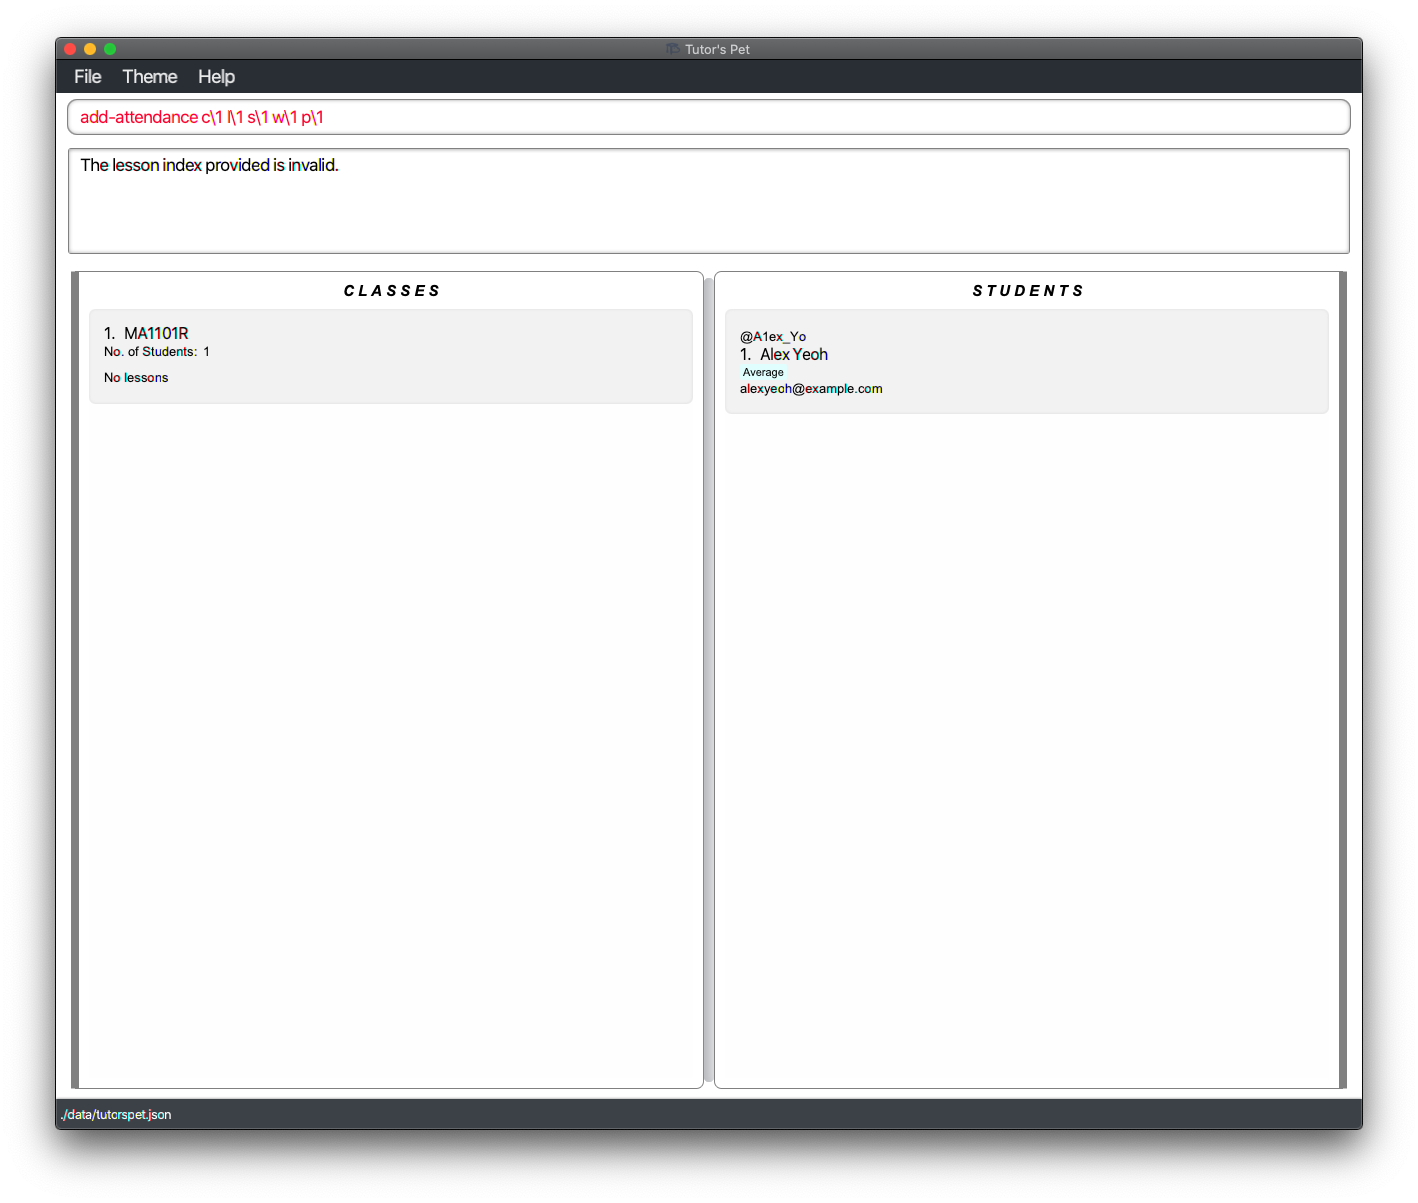 Tutor's Pet
File Theme Help
add-attendance c\1 l\1 s\1 w\1 p\1
The lesson index provided is invalid.
CLASSES
1. MA1101R
No. of Students: 1
No lessons
STUDENTS
@A1ex_Yo
1. Alex Yeoh
Average
alexyeoh@example.com
./data/tutorspet.json